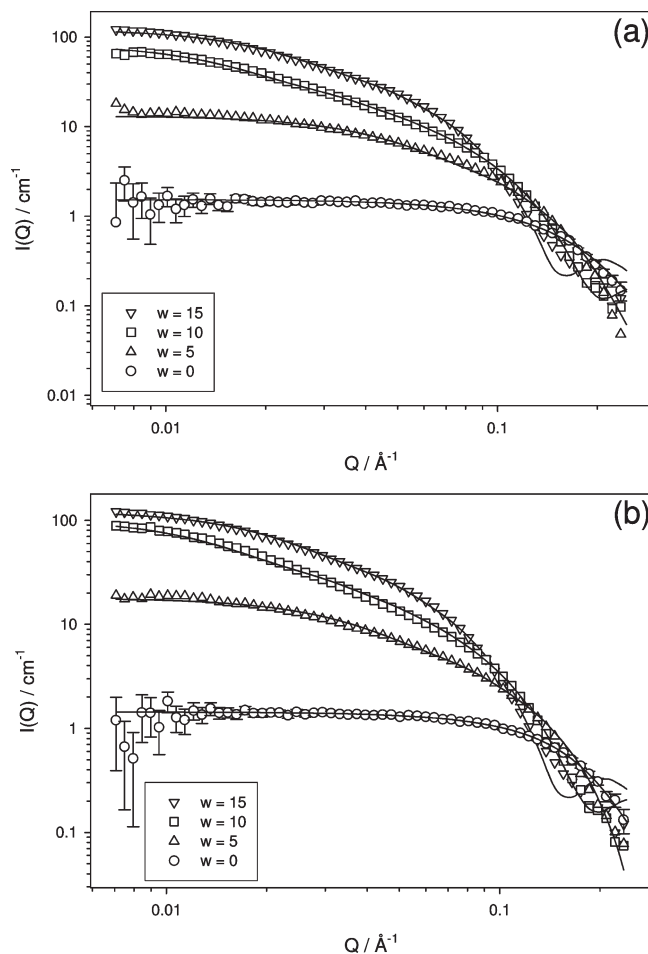 (a)
100
10
1
0.1
0.01
I(Q) / cm-1
▽ w = 15
□ w = 10
△ w = 5
○ w = 0
0.01 0.1
Q / Å-1
(b)
100
10
1
0.1
I(Q) / cm-1
▽ w = 15
□ w = 10
△ w = 5
○ w = 0
0.01 0.1
Q / Å-1